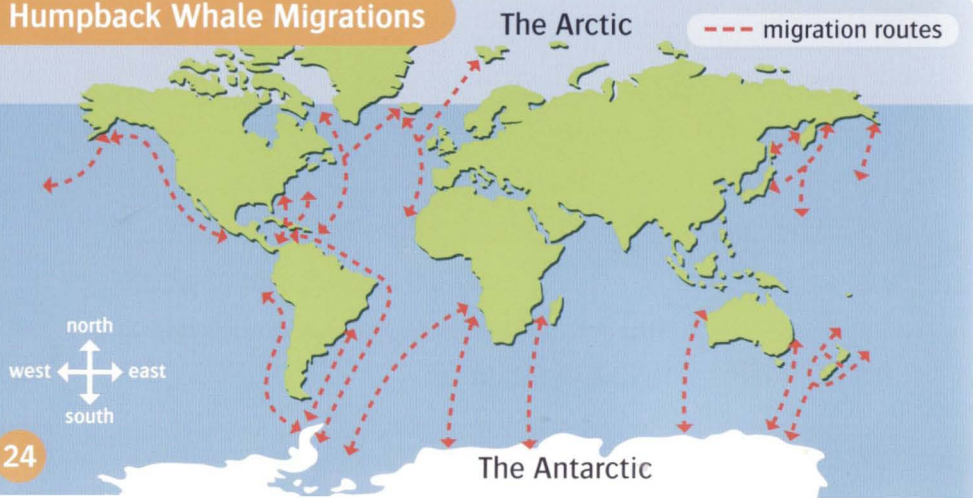 Humpback Whale Migrations
The Arctic
migration routes
north
west east
south
24
The Antarctic